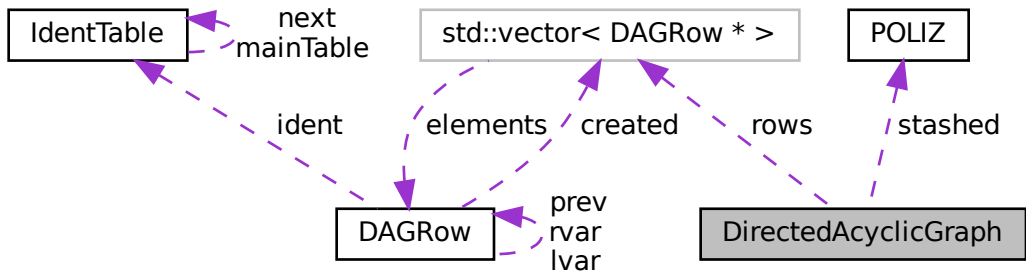 next
IdentTable
mainTable
std::vector< DAGRow * >
POLIZ
ident
elements
created
rows
stashed
prev
DAGRow
rvar
lvar
DirectedAcyclicGraph